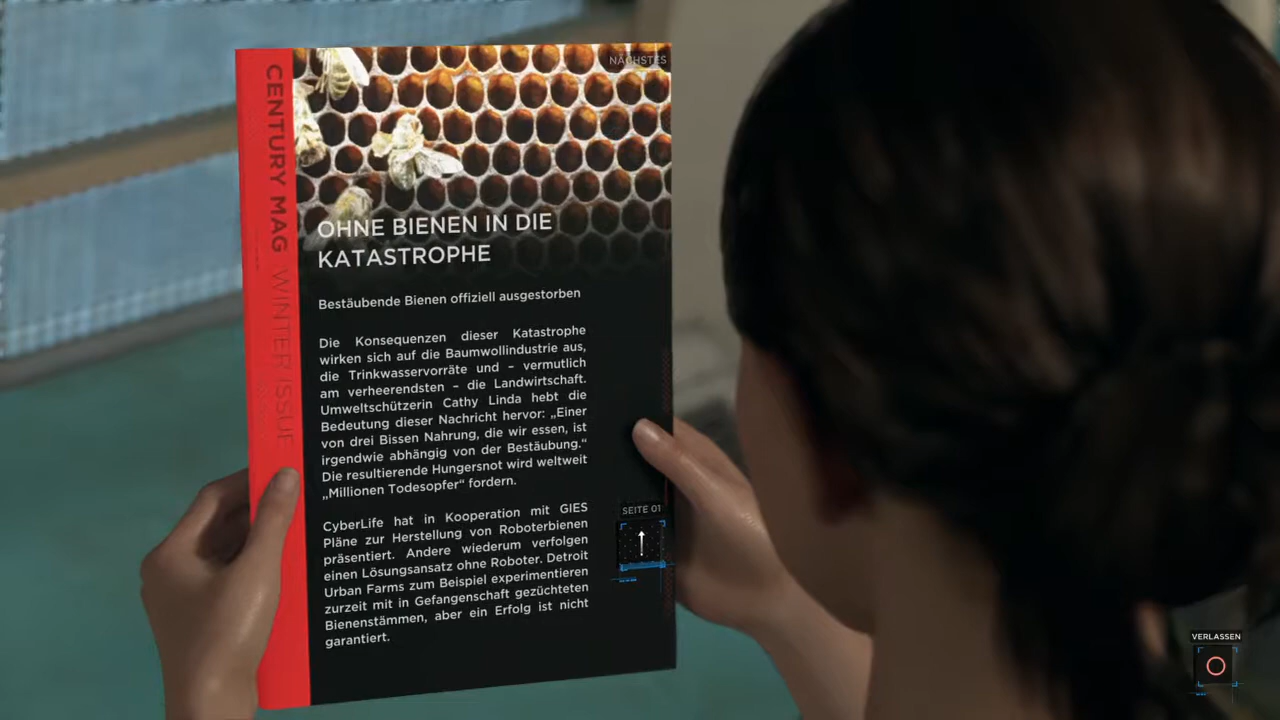 NÄCHSTES
CENTURY MAG WINTER ISSUE
OHNE BIENEN IN DIE
KATASTROPHE
Bestäubende Bienen offiziell ausgestorben
Die Konsequenzen dieser Katastrophe
wirken sich auf die Baumwollindustrie aus,
die Trinkwasservorräte und – vermutlich
am verheerendsten – die Landwirtschaft.
Umweltschützerin Cathy Linda hebt die
Bedeutung dieser Nachricht hervor: „Einer
von drei Bissen Nahrung, die wir essen, ist
irgendwie abhängig von der Bestäubung.“
Die resultierende Hungersnot wird weltweit
„Millionen Todesopfer“ fordern.
CyberLife hat in Kooperation mit GIES
Pläne zur Herstellung von Roboterbienen
präsentiert. Andere wiederum verfolgen
einen Lösungsansatz ohne Roboter. Detroit
Urban Farms zum Beispiel experimentieren
zurzeit mit in Gefangenschaft gezüchteten
Bienenstämmen, aber ein Erfolg ist nicht
garantiert.
SEITE 01
VERLASSEN